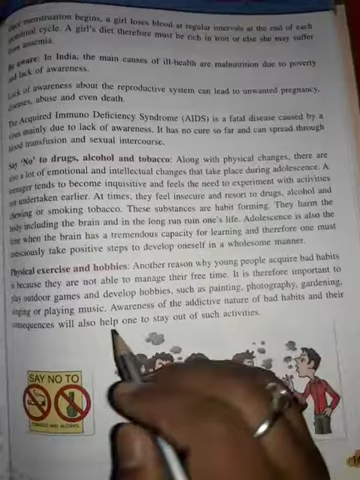 Once menstruation begins, a girl loses blood at regular intervals at the end of each
menstrual cycle. A girl's diet therefore must be rich in iron or else she may suffer
from anaemia.
Be aware: In India, the main causes of ill-health are malnutrition due to poverty
and lack of awareness.
Lack of awareness about the reproductive system can lead to unwanted pregnancy,
diseases, abuse and even death.
The Acquired Immuno Deficiency Syndrome (AIDS) is a fatal disease caused by a
virus mainly due to lack of awareness. It has no cure so far and can spread through
blood transfusion and sexual intercourse.
Say 'No' to drugs, alcohol and tobacco: Along with physical changes, there are
also a lot of emotional and intellectual changes that take place during adolescence. A
teenager tends to become inquisitive and feels the need to experiment with activities
not undertaken earlier. At times, they feel insecure and resort to drugs, alcohol and
chewing or smoking tobacco. These substances are habit forming. They harm the
body including the brain and in the long run ruin one's life. Adolescence is also the
time when the brain has a tremendous capacity for learning and therefore one must
consciously take positive steps to develop oneself in a wholesome manner.
Physical exercise and hobbies: Another reason why young people acquire bad habits
is because they are not able to manage their free time. It is therefore important to
play outdoor games and develop hobbies, such as painting, photography, gardening,
singing or playing music. Awareness of the addictive nature of bad habits and their
consequences will also help one to stay out of such activities.
SAY NO TO
TOBACCO AND ALCOHOL